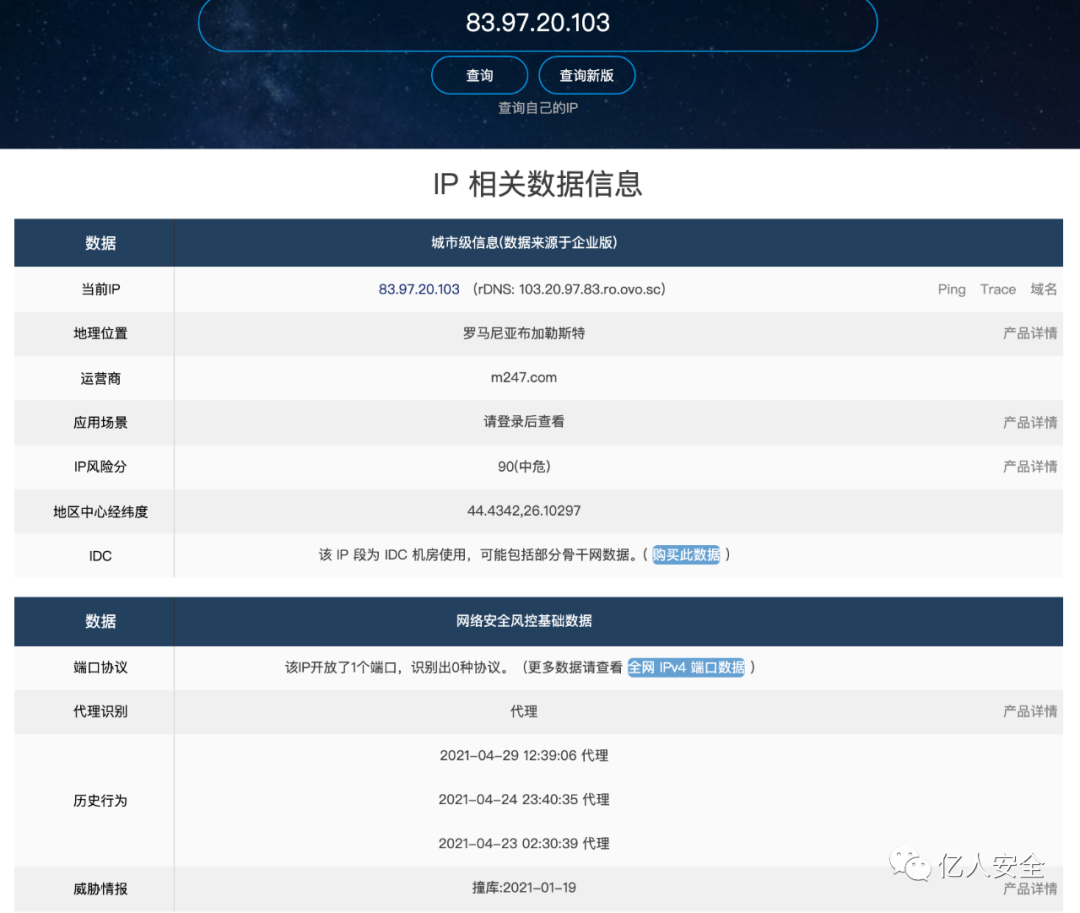 83.97.20.103
查询 查询新版
查询自己的IP
IP 相关数据信息
数据 城市级信息(数据来源于企业版)
当前IP 83.97.20.103 (rDNS: 103.20.97.83.ro.ovo.sc) Ping Trace 域名
地理位置 罗马尼亚布加勒斯特 产品详情
运营商 m247.com
应用场景 请登录后查看 产品详情
IP风险分 90(中危) 产品详情
地区中心经纬度 44.4342,26.10297
IDC 该 IP 段为 IDC 机房使用，可能包括部分骨干网数据。( 购买此数据 )
数据 网络安全风控基础数据
端口协议 该IP开放了1个端口，识别出0种协议。（更多数据请查看 全网 IPv4 端口数据 ）
代理识别 代理 产品详情
2021-04-29 12:39:06 代理
历史行为 2021-04-24 23:40:35 代理
2021-04-23 02:30:39 代理
亿人安全
威胁情报 撞库:2021-01-19 产品详情